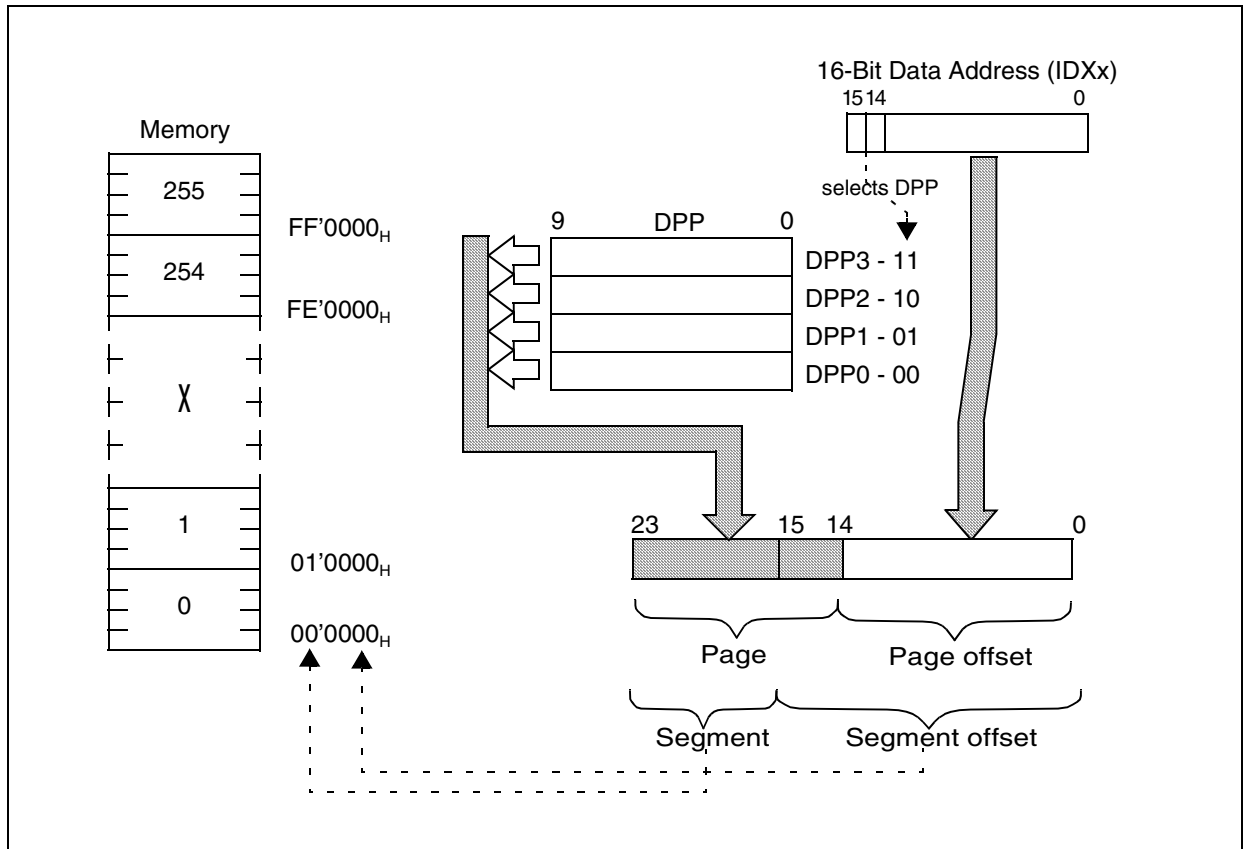 16-Bit Data Address (IDXx)
15 14 0
Memory
255
selects DPP
9 DPP 0
FF'0000H
254
DPP3 - 11
DPP2 - 10
FE'0000H
DPP1 - 01
DPP0 - 00
X
1
23 15 14 0
01'0000H
0
00'0000H
Page Page offset
Segment Segment offset